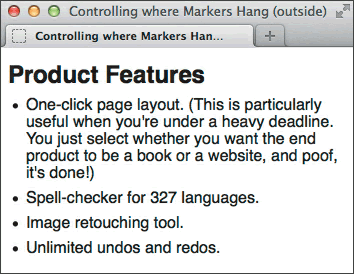 Controlling where Markers Hang (outside)
Controlling where Markers Han...
Product Features
• One-click page layout. (This is particularly
useful when you're under a heavy deadline.
You just select whether you want the end
product to be a book or a website, and poof,
it's done!)
• Spell-checker for 327 languages.
• Image retouching tool.
• Unlimited undos and redos.